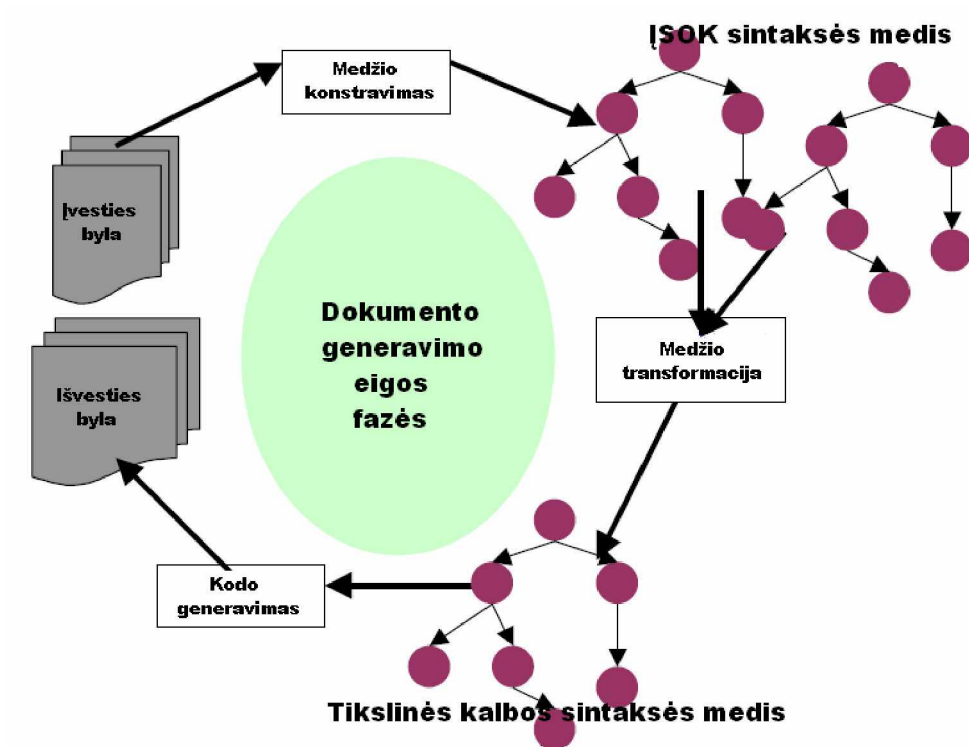 ĮSOK sintaksės medis
Medžio
konstravimas
Įvesties
byla
Dokumento
generavimo
eigos
fazės
Medžio
transformacija
Išvesties
byla
Kodo
generavimas
Tikslinės kalbos sintaksės medis